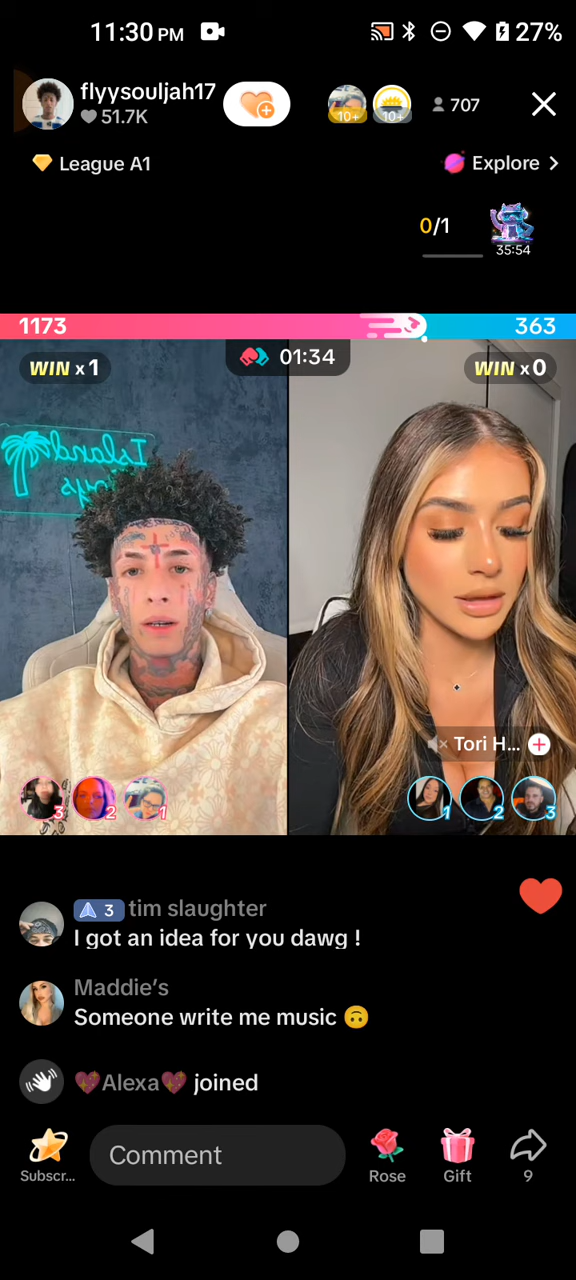 11:30 PM
27%
flyysouljah17
51.7K
10+
10+
707
League A1
Explore >
0/1
35:54
1173
363
WIN x 1
01:34
WIN x 0
Island
Boys
Tori H...
3
2
1
1
2
3
3 tim slaughter
I got an idea for you dawg !
Maddie's
Someone write me music 🙃
💖Alexa💖 joined
Subscr...
Comment
Rose
Gift
9